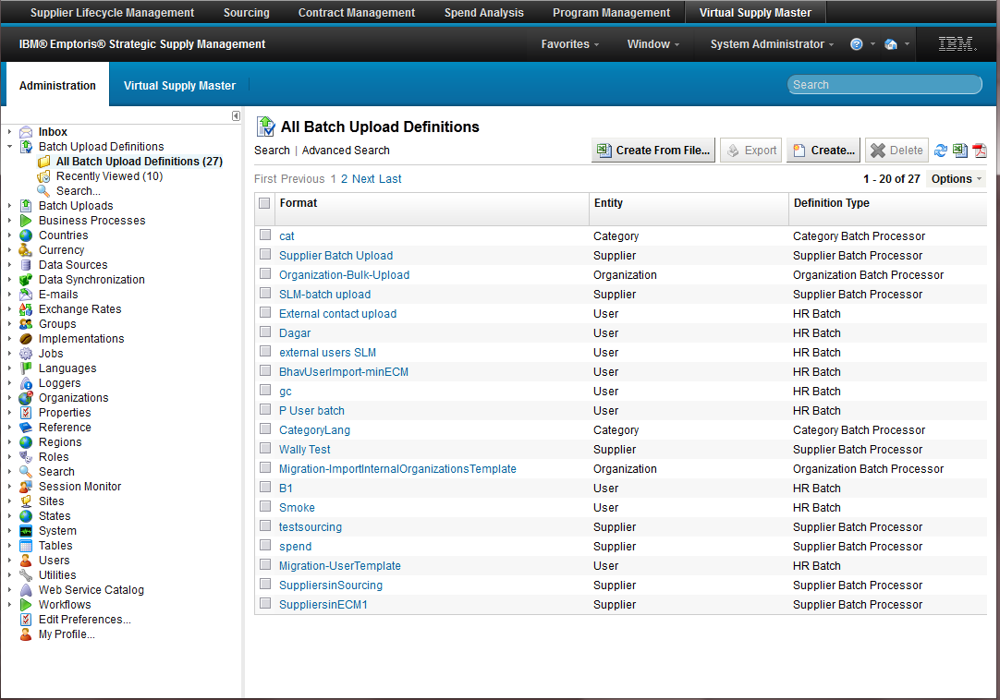 Supplier Lifecycle Management Sourcing Contract Management Spend Analysis Program Management Virtual Supply Master
IBM® Emptoris® Strategic Supply Management Favorites Window System Administrator IBM.
Administration Virtual Supply Master Search
Inbox
Batch Upload Definitions
All Batch Upload Definitions (27)
Recently Viewed (10)
Search...
Batch Uploads
Business Processes
Countries
Currency
Data Sources
Data Synchronization
E-mails
Exchange Rates
Groups
Implementations
Jobs
Languages
Loggers
Organizations
Properties
Reference
Regions
Roles
Search
Session Monitor
Sites
States
System
Tables
Users
Utilities
Web Service Catalog
Workflows
Edit Preferences...
My Profile...
All Batch Upload Definitions
Search | Advanced Search Create From File... Export Create... Delete
First Previous 1 2 Next Last 1 - 20 of 27 Options
Format Entity Definition Type
cat Category Category Batch Processor
Supplier Batch Upload Supplier Supplier Batch Processor
Organization-Bulk-Upload Organization Organization Batch Processor
SLM-batch upload Supplier Supplier Batch Processor
External contact upload User HR Batch
Dagar User HR Batch
external users SLM User HR Batch
BhavUserImport-minECM User HR Batch
gc User HR Batch
P User batch User HR Batch
CategoryLang Category Category Batch Processor
Wally Test Supplier Supplier Batch Processor
Migration-ImportInternalOrganizationsTemplate Organization Organization Batch Processor
B1 User HR Batch
Smoke User HR Batch
testsourcing Supplier Supplier Batch Processor
spend Supplier Supplier Batch Processor
Migration-UserTemplate User HR Batch
SuppliersinSourcing Supplier Supplier Batch Processor
SuppliersinECM1 Supplier Supplier Batch Processor